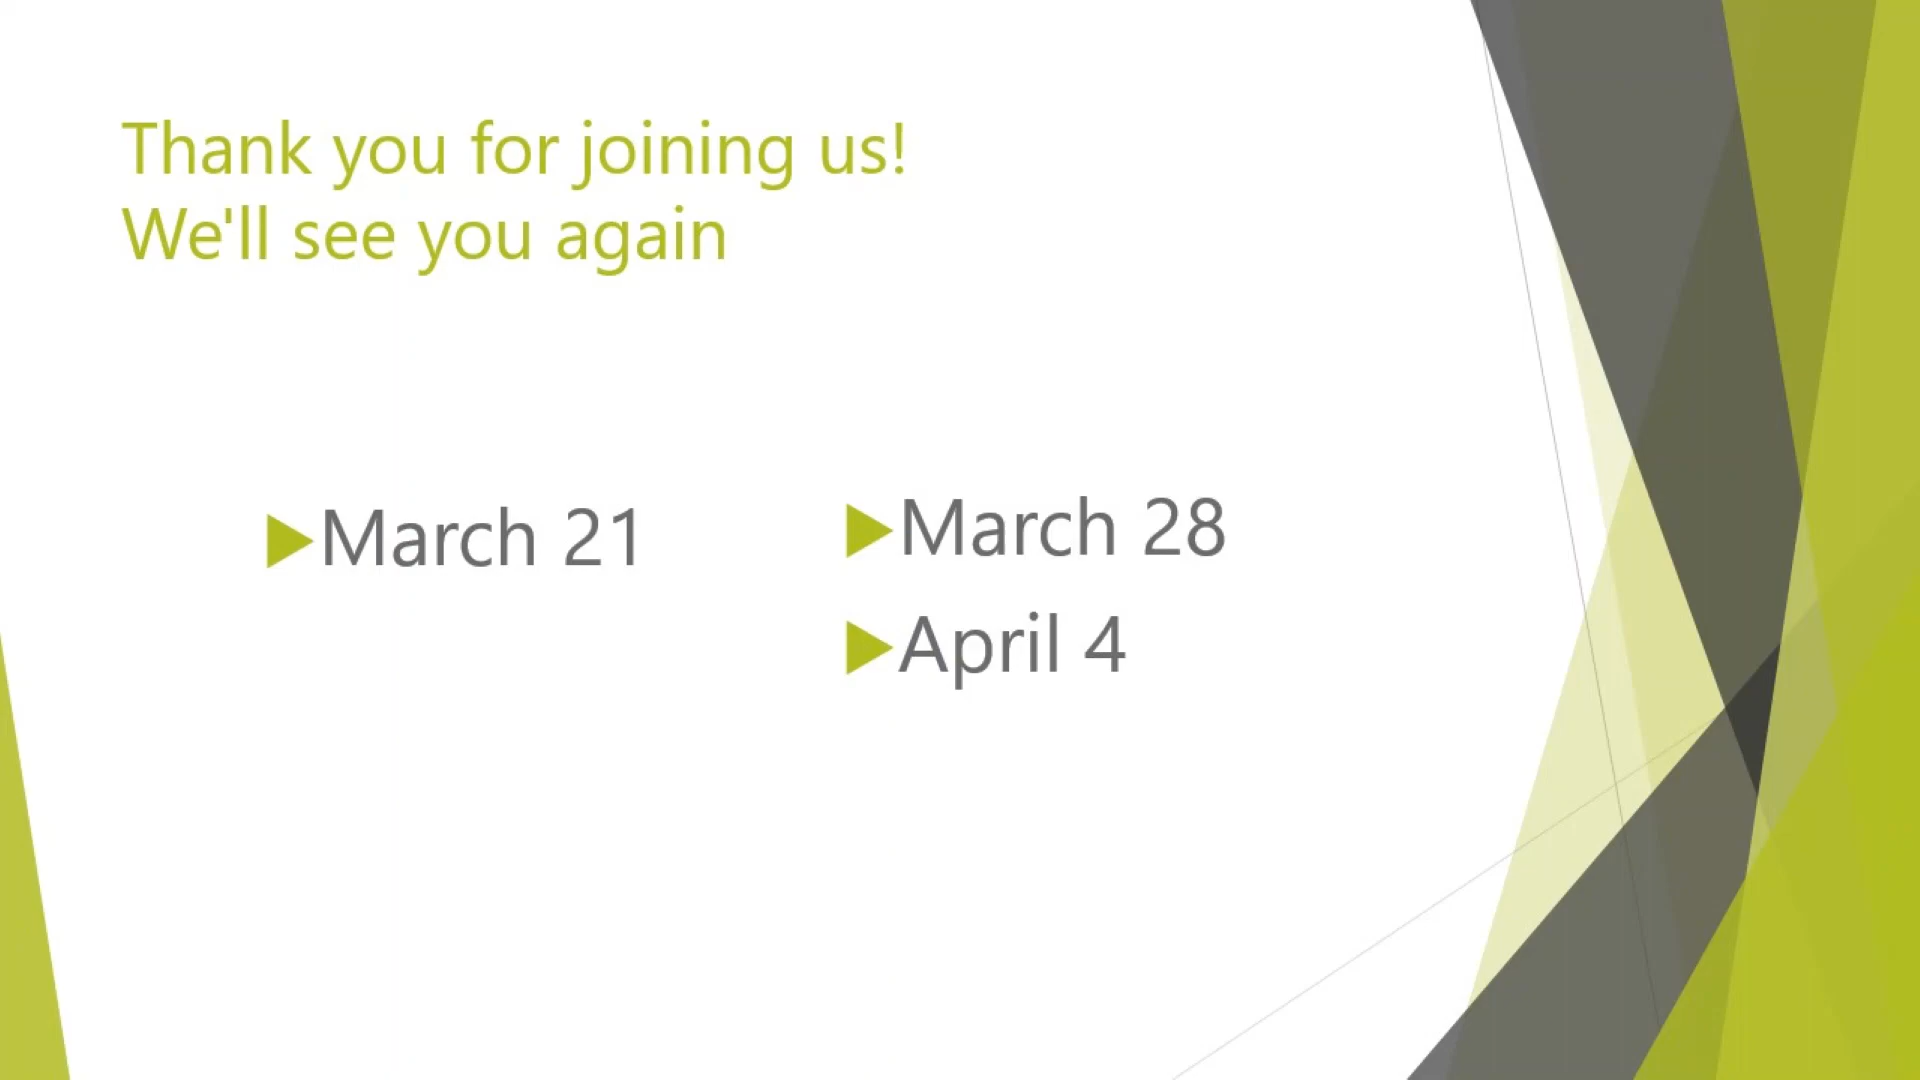 Thank you for joining us!
We'll see you again
March 21
March 28
April 4